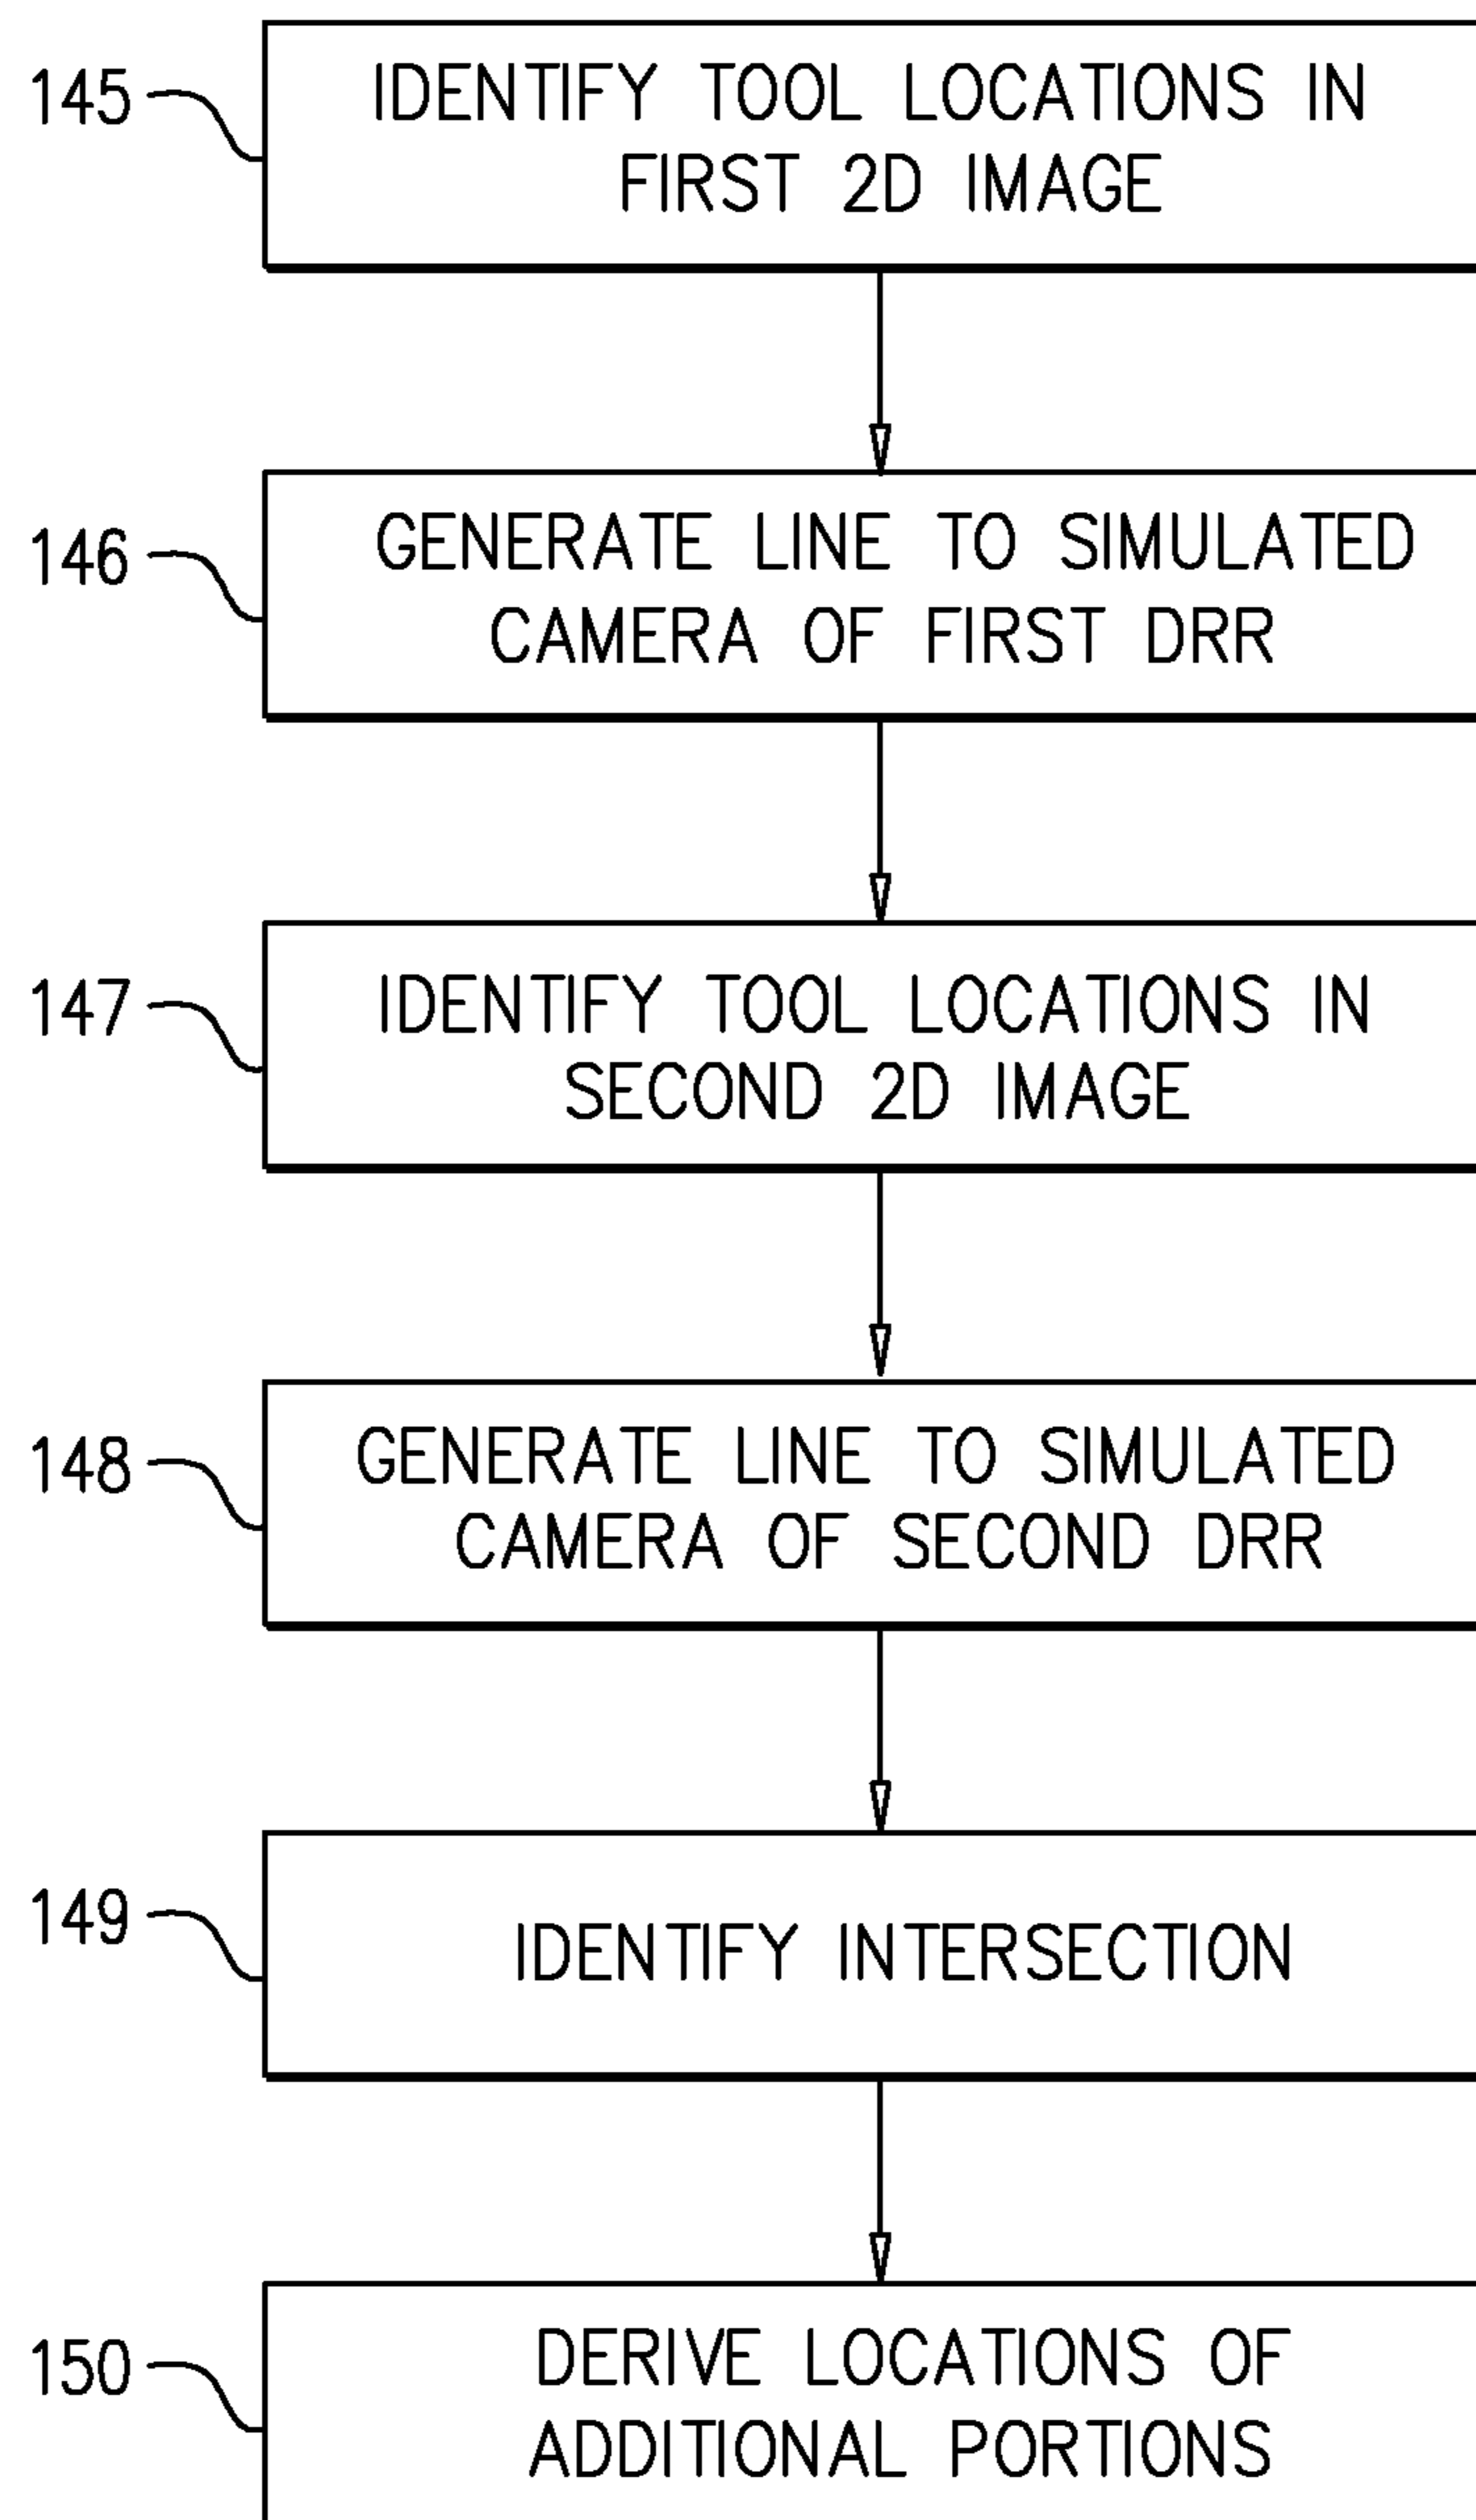 145
IDENTIFY TOOL LOCATIONS IN
FIRST 2D IMAGE
146
GENERATE LINE TO SIMULATED
CAMERA OF FIRST DRR
147
IDENTIFY TOOL LOCATIONS IN
SECOND 2D IMAGE
148
GENERATE LINE TO SIMULATED
CAMERA OF SECOND DRR
149
IDENTIFY INTERSECTION
150
DERIVE LOCATIONS OF
ADDITIONAL PORTIONS